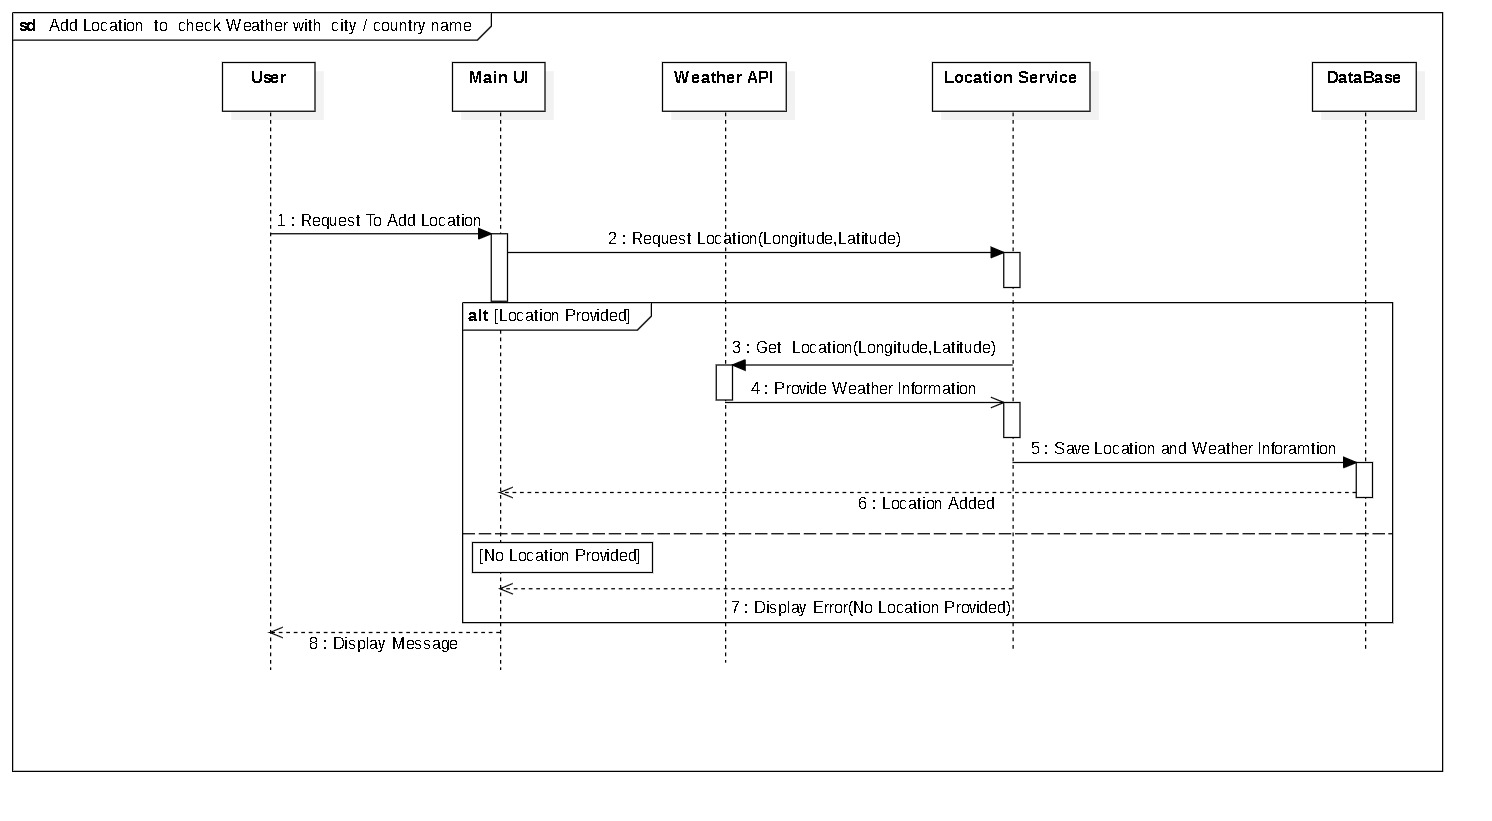 sd Add Location to check Weather with city / country name
User
Main UI
Weather API
Location Service
DataBase
1 : Request To Add Location
2 : Request Location(Longitude,Latitude)
alt [Location Provided]
3 : Get Location(Longitude,Latitude)
4 : Provide Weather Information
5 : Save Location and Weather Inforamtion
6 : Location Added
[No Location Provided]
7 : Display Error(No Location Provided)
8 : Display Message